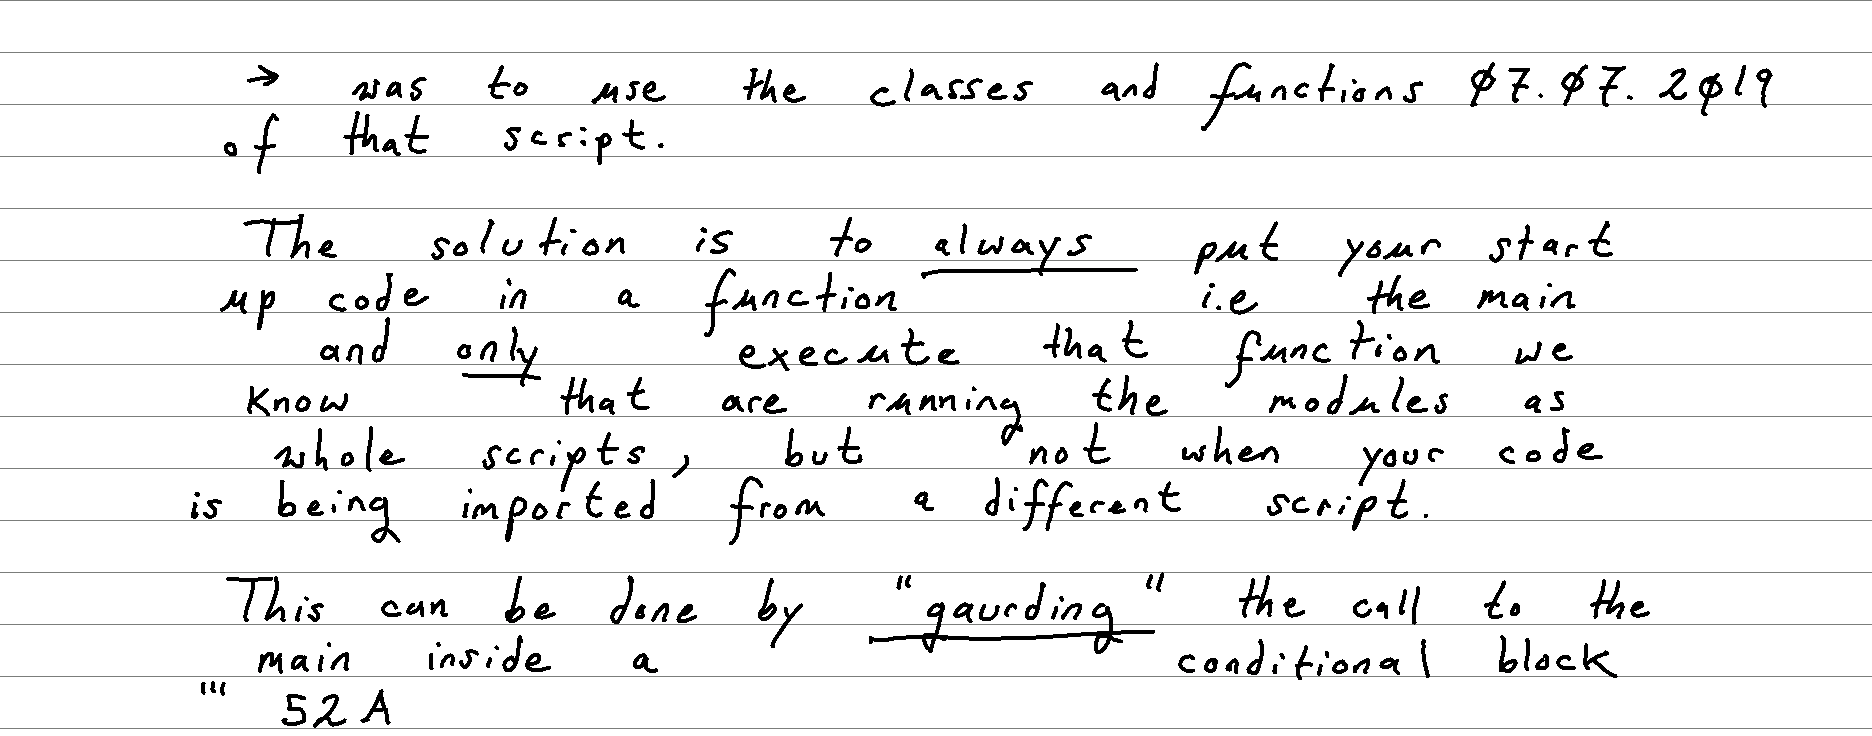 → was to use the classes and functions 07.07.2019
of that script.
The solution is to always put your start
up code in a function i.e the main
and only execute that function we
know that are running the modules as
whole scripts, but not when your code
is being imported from a different script.
This can be done by "gaurding" the call to the
main inside a conditional block
"' 52A